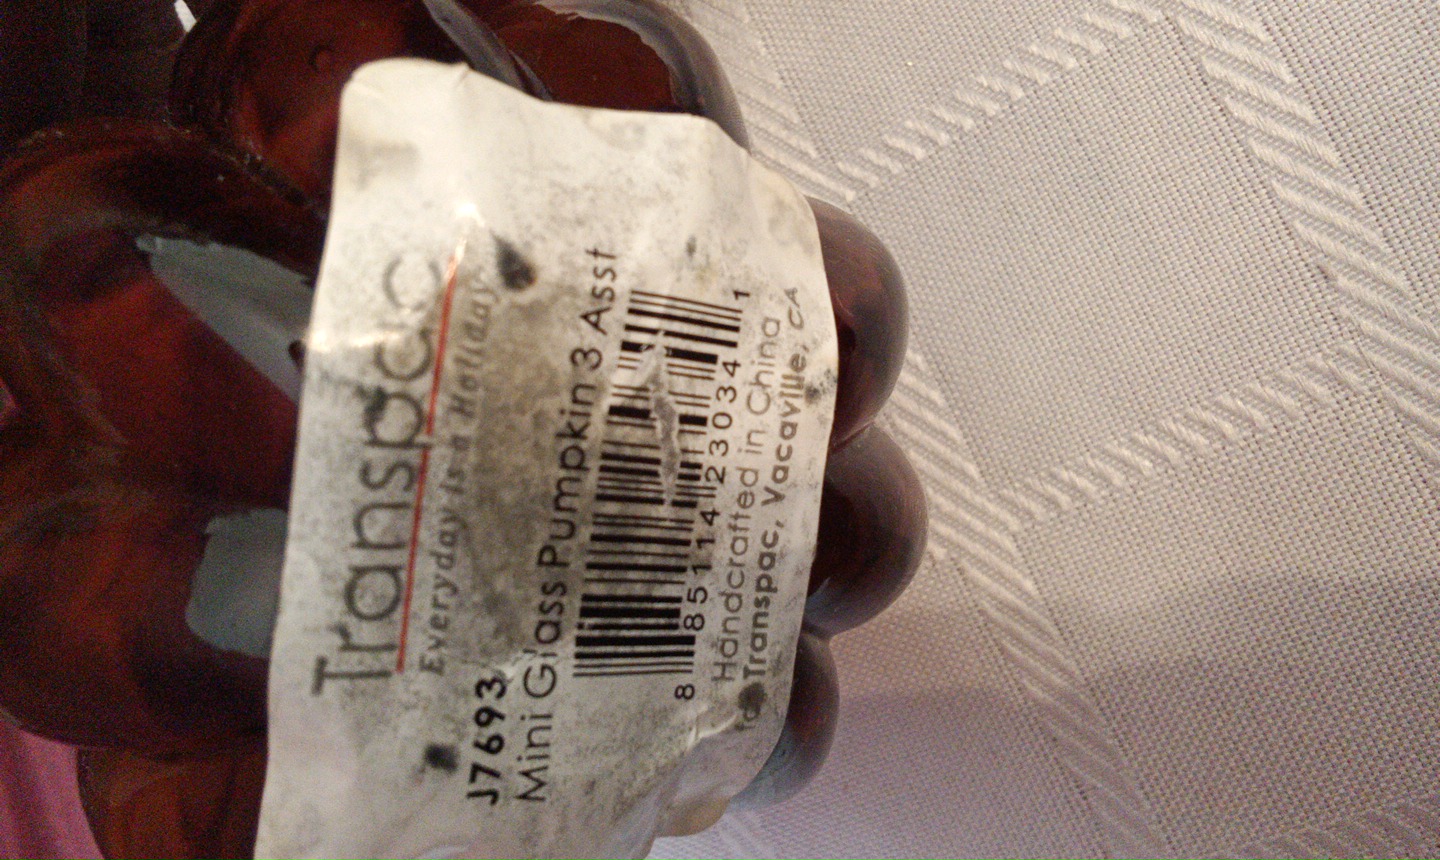 Transpac
Everyday is a Holiday
J7693
Mini Glass Pumpkin 3 Asst
8 85114 23034 1
Handcrafted in China
for Transpac, Vacaville, CA